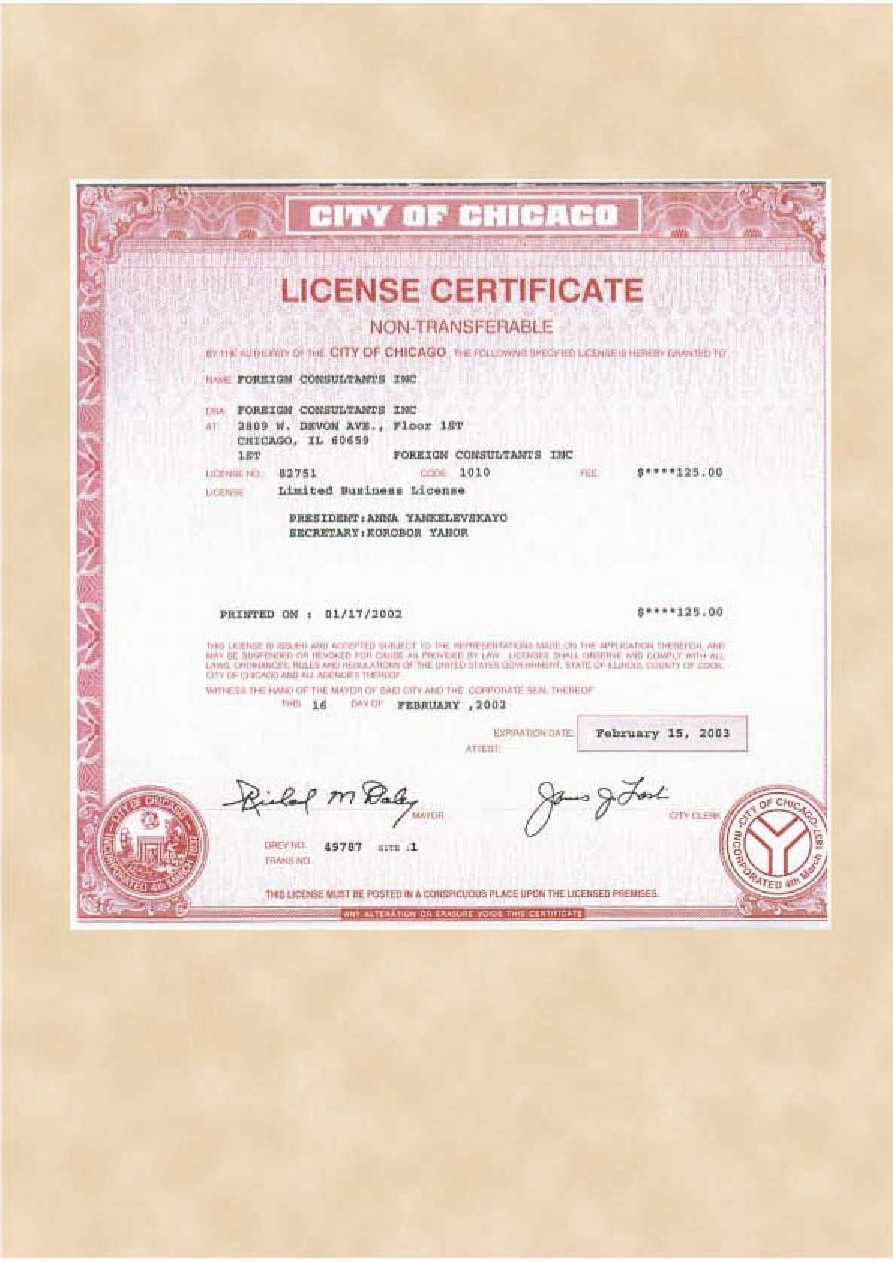 CITY OF CHICAGO
LICENSE CERTIFICATE
NON-TRANSFERABLE
BY THE AUTHORITY OF THE CITY OF CHICAGO, THE FOLLOWING SPECIFIED LICENSE IS HEREBY GRANTED TO
NAME FOREIGN CONSULTANTS INC
DBA FOREIGN CONSULTANTS INC
AT 2809 W. DEVON AVE., Floor 1ST
CHICAGO, IL 60659
1ST FOREIGN CONSULTANTS INC
LICENSE NO. 82751 CODE 1010 FEE $****125.00
LICENSE Limited Business License
PRESIDENT:ANNA YANKELEVSKAYO
SECRETARY:KOROBOR YAHOR
PRINTED ON : 01/17/2002 $****125.00
THIS LICENSE IS ISSUED AND ACCEPTED SUBJECT TO THE REPRESENTATIONS MADE ON THE APPLICATION THEREFOR, AND
MAY BE SUSPENDED OR REVOKED FOR CAUSE AS PROVIDED BY LAW. LICENSEE SHALL OBSERVE AND COMPLY WITH ALL
LAWS, ORDINANCES, RULES AND REGULATIONS OF THE UNITED STATES GOVERNMENT, STATE OF ILLINOIS, COUNTY OF COOK,
CITY OF CHICAGO AND ALL AGENCIES THEREOF
WITNESS THE HAND OF THE MAYOR OF SAID CITY AND THE CORPORATE SEAL THEREOF
THIS 16 DAY OF FEBRUARY ,2002
EXPIRATION DATE: February 15, 2003
ATTEST:
Richard M Daley
MAYOR
CITY CLERK
CITY OF CHICAGO
INCORPORATED 4th MARCH 1837
CITY OF CHICAGO 1837
INCORPORATED 4th March
49787 SITE :1
TRANS NO.
THIS LICENSE MUST BE POSTED IN A CONSPICUOUS PLACE UPON THE LICENSED PREMISES.
ANY ALTERATION OR ERASURE VOIDS THIS CERTIFICATE